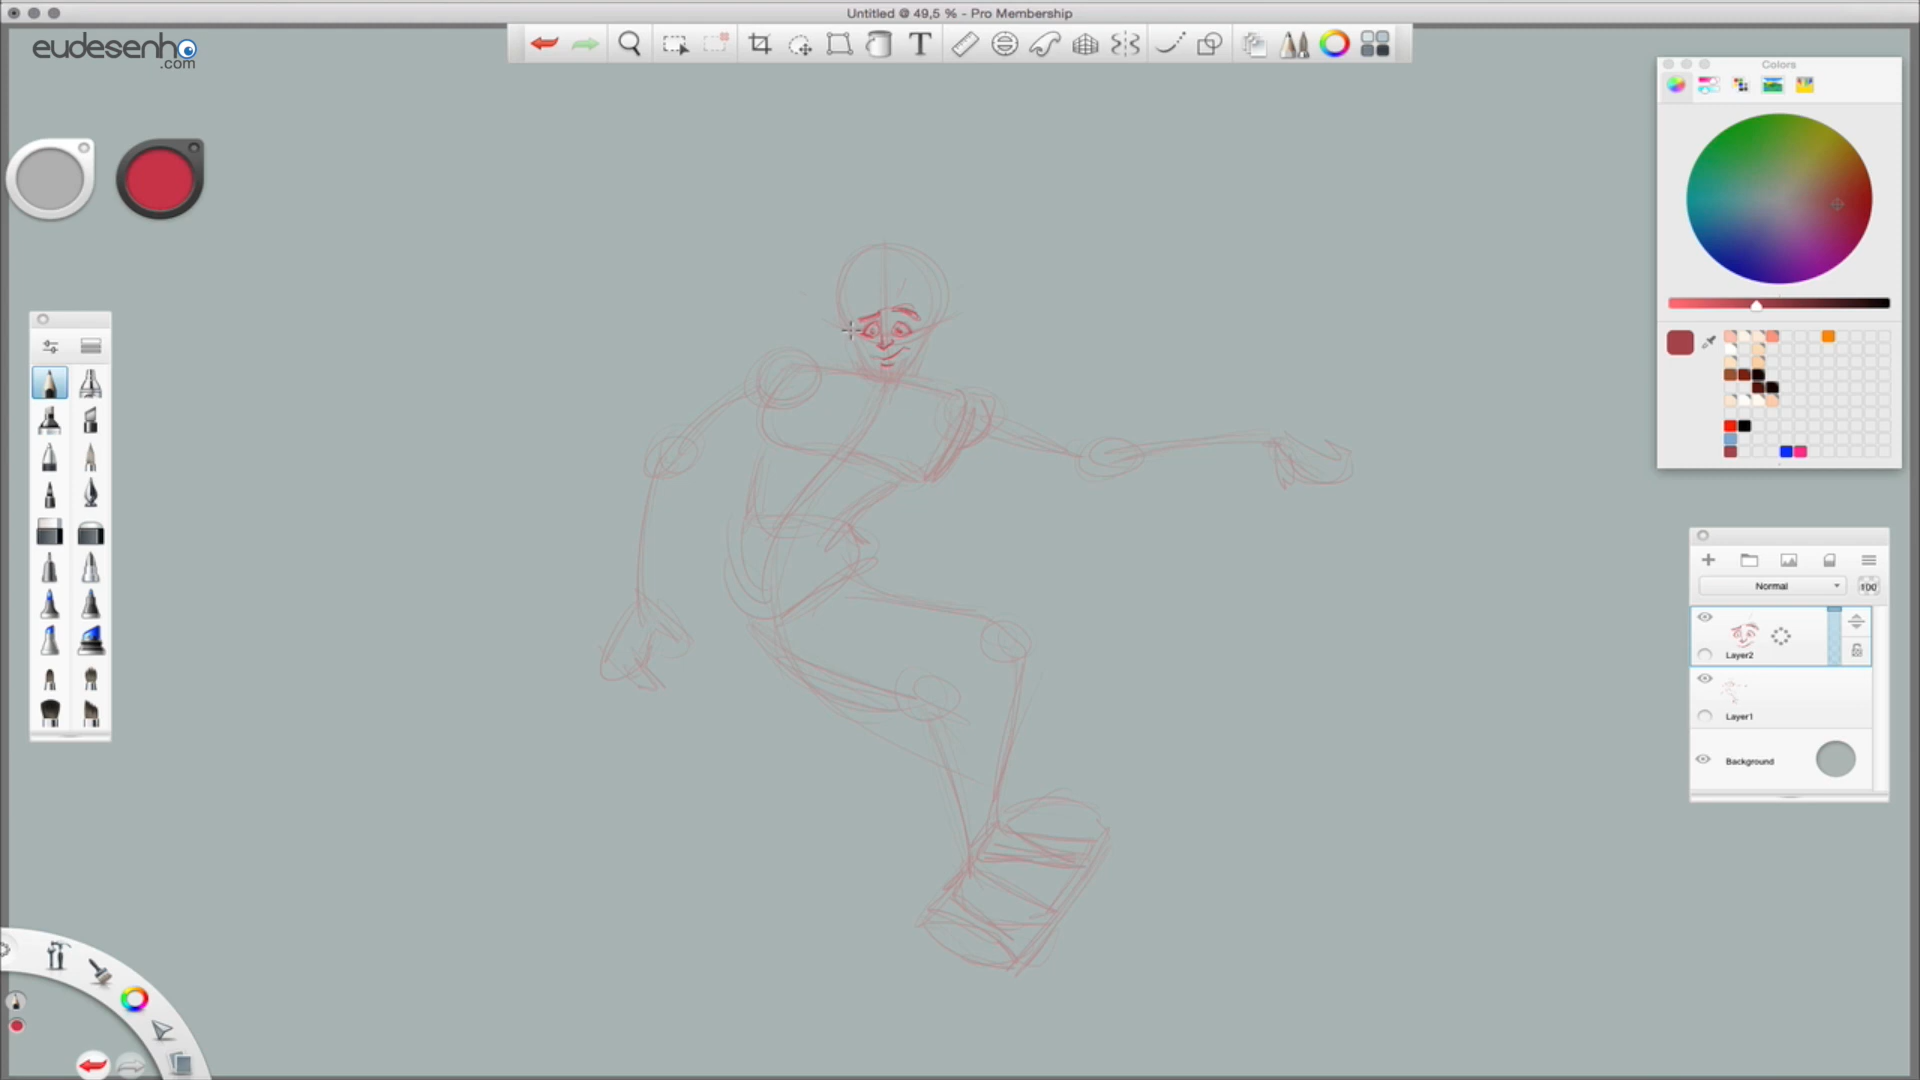 Untitled @ 49,5 % - Pro Membership
eudesenho
.com
T
Colors
Normal
100
Layer2
Layer1
Background